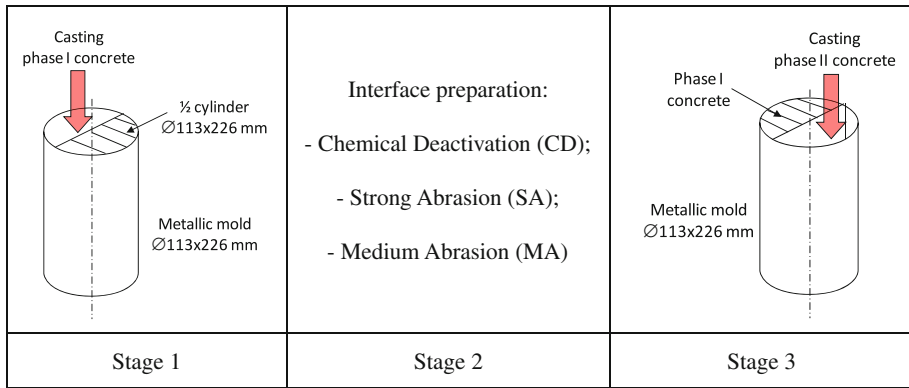 Casting
phase I concrete
½ cylinder
∅113x226 mm
Metallic mold
∅113x226 mm
Stage 1
Interface preparation:
- Chemical Deactivation (CD);
- Strong Abrasion (SA);
- Medium Abrasion (MA)
Stage 2
Casting
phase II concrete
Phase I
concrete
Metallic mold
∅113x226 mm
Stage 3